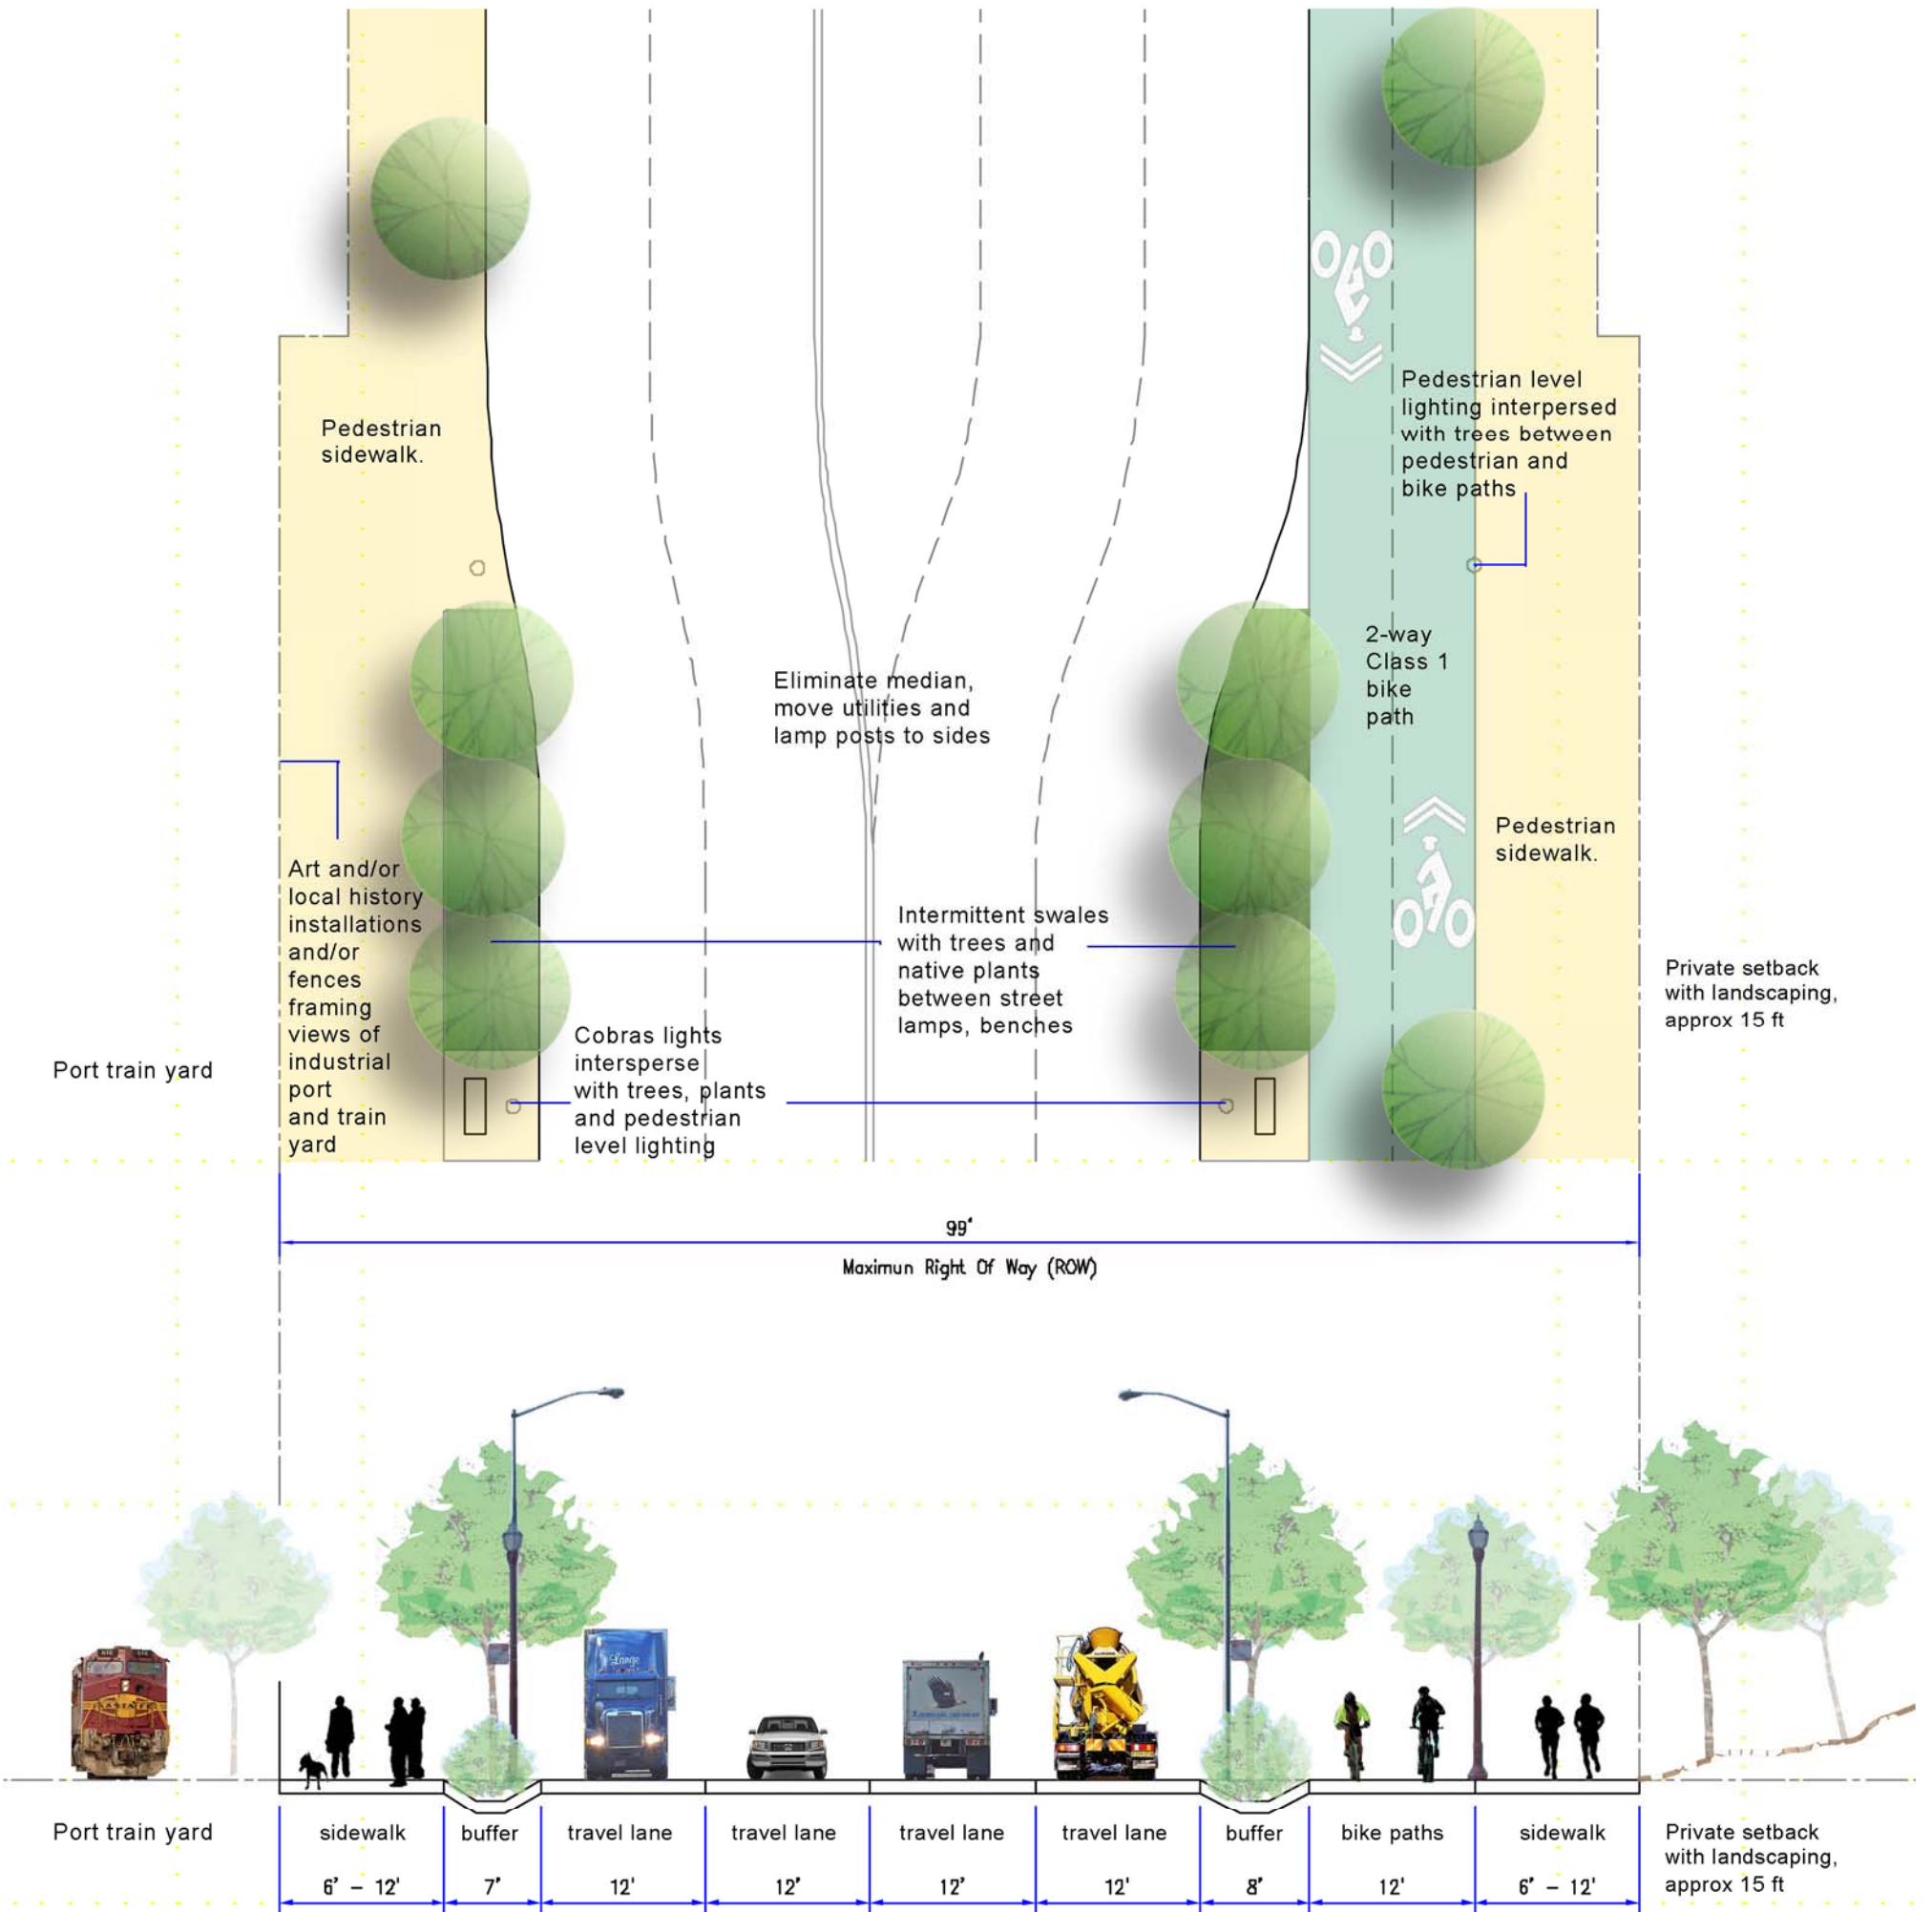 Pedestrian
sidewalk.
Pedestrian level
lighting interpersed
with trees between
pedestrian and
bike paths
2-way
Class 1
bike
path
Eliminate median,
move utilities and
lamp posts to sides
Pedestrian
sidewalk.
Art and/or
local history
installations
and/or
fences
framing
views of
industrial
port
and train
yard
Intermittent swales
with trees and
native plants
between street
lamps, benches
Private setback
with landscaping,
approx 15 ft
Port train yard
Cobras lights
intersperse
with trees, plants
and pedestrian
level lighting
99'
Maximun Right Of Way (ROW)
Lange
Port train yard
sidewalk
buffer
travel lane
travel lane
travel lane
travel lane
buffer
bike paths
sidewalk
Private setback
with landscaping,
approx 15 ft
6' - 12'
7'
12'
12'
12'
12'
8'
12'
6' - 12'